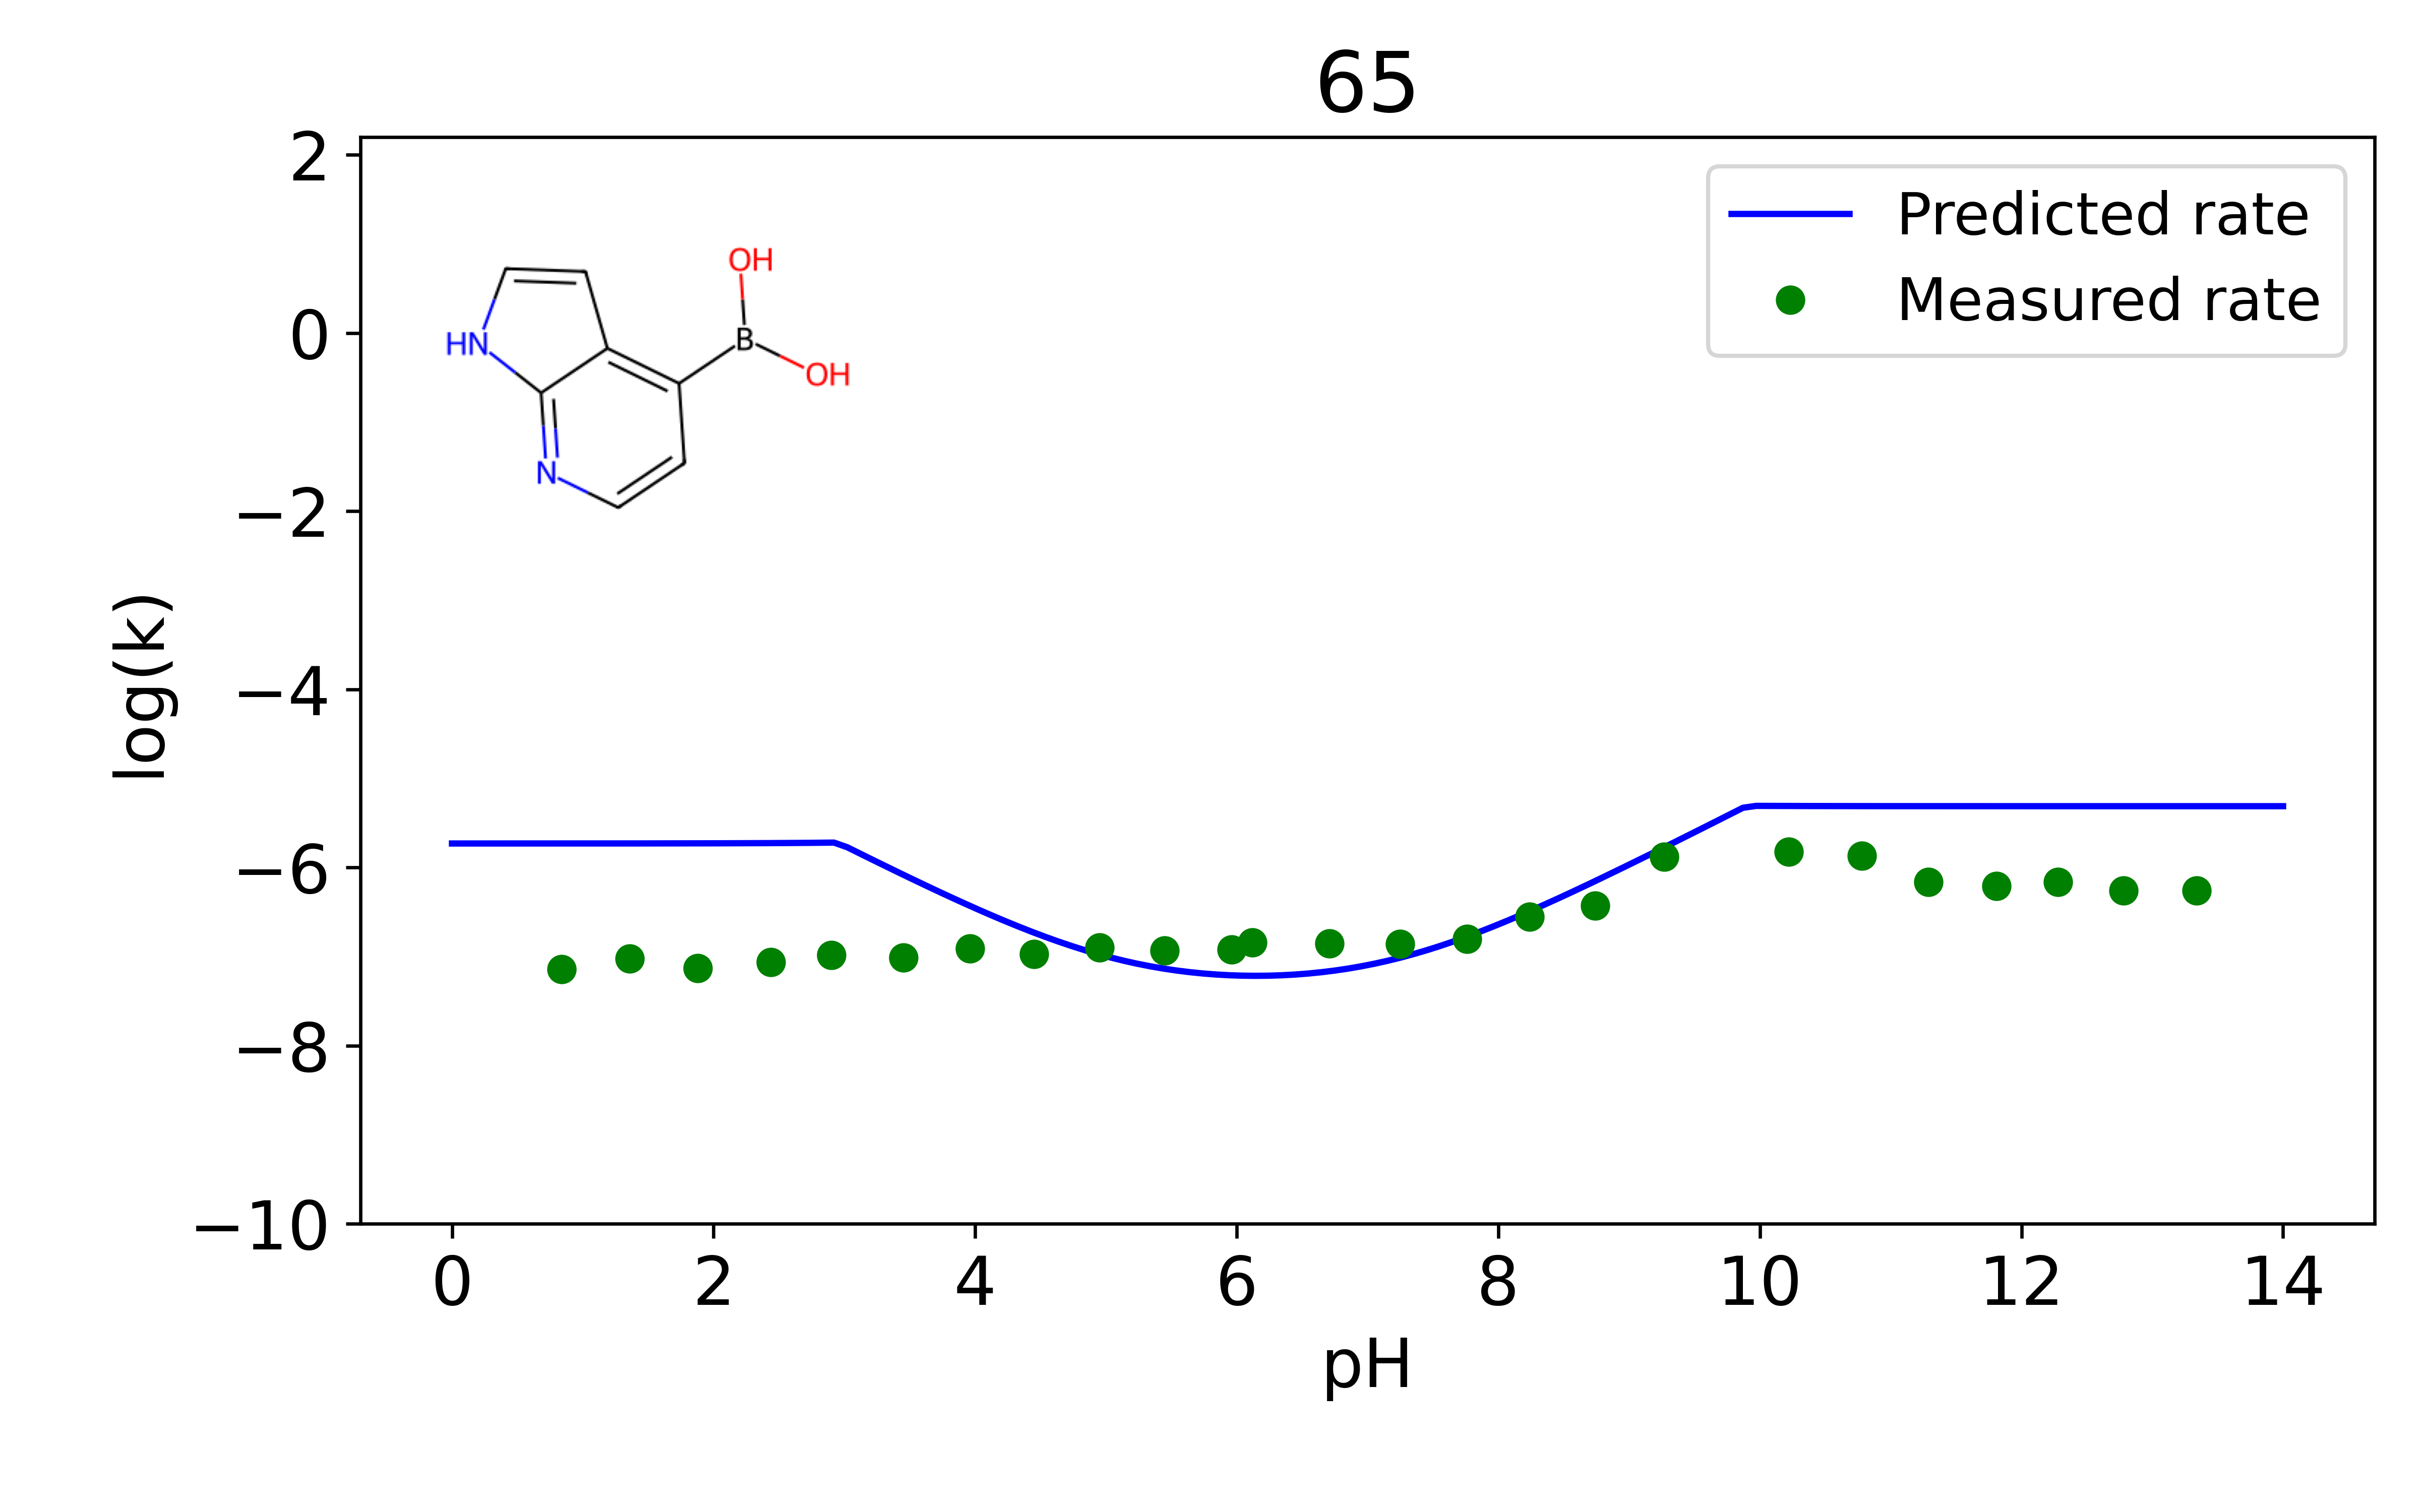 65
2
0
−2
−4
−6
−8
−10
log(k)
0 2 4 6 8 10 12 14
pH
Predicted rate
Measured rate
OH
B
OH
HN
N